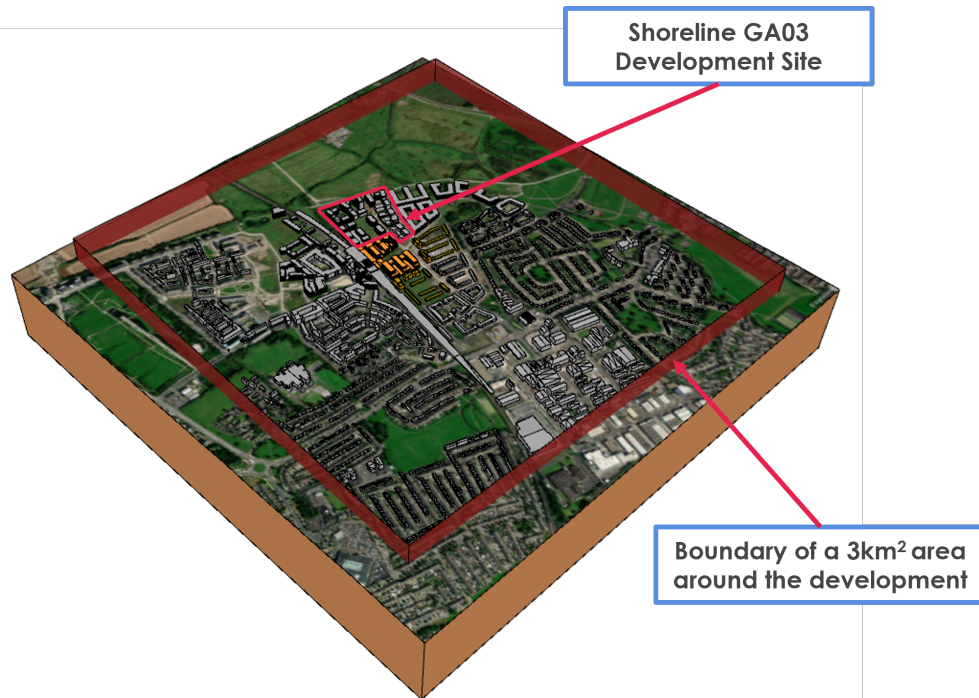 Shoreline GA03
Development Site
Boundary of a 3km² area
around the development